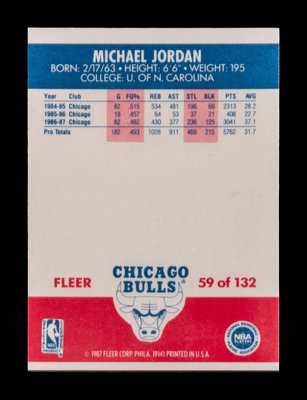 MICHAEL JORDAN
BORN: 2/17/63 • HEIGHT: 6'6" • WEIGHT: 195
COLLEGE: U. OF N. CAROLINA
Year Club G FG% REB AST STL BLK PTS AVG
1984-85 Chicago 82 .515 534 481 196 69 2313 28.2
1985-86 Chicago 18 .457 64 53 37 21 408 22.7
1986-87 Chicago 82 .482 430 377 236 125 3041 37.1
Pro Totals 182 .493 1028 911 469 215 5762 31.7
FLEER
CHICAGO
BULLS
®
59 of 132
NBA
PRODUCT
NBA
PLAYERS
© 1987 FLEER CORP. PHILA. 19141 PRINTED IN U.S.A.